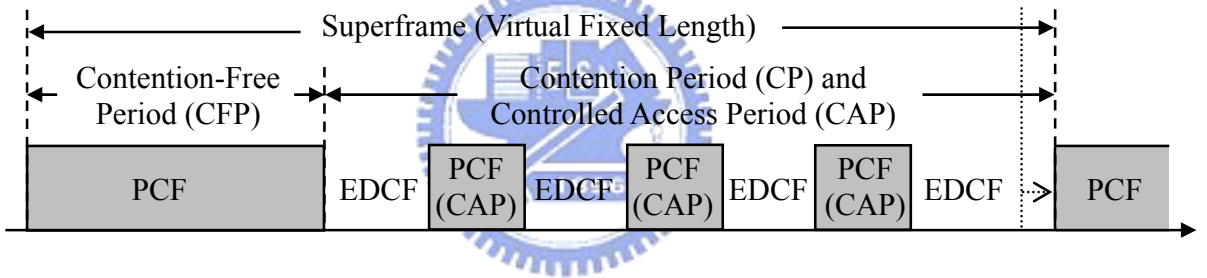 Superframe (Virtual Fixed Length)
Contention-Free
Period (CFP)
Contention Period (CP) and
Controlled Access Period (CAP)
PCF
EDCF
PCF
(CAP)
EDCF
PCF
(CAP)
EDCF
PCF
(CAP)
EDCF
PCF